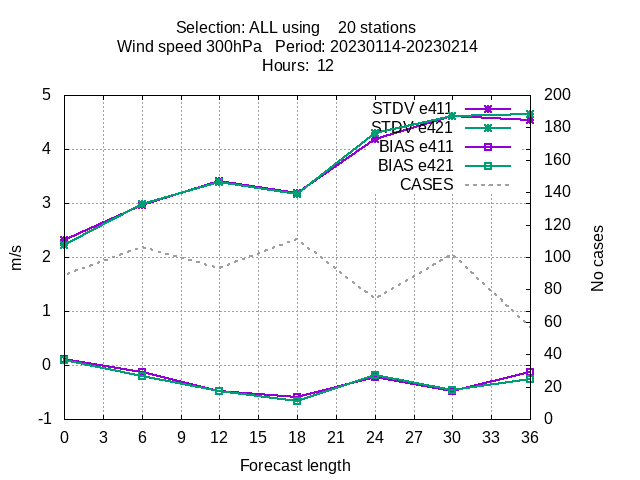 Selection: ALL using    20 stations
Wind speed 300hPa   Period: 20230114-20230214
Hours:  12
STDV e411
STDV e421
BIAS e411
BIAS e421
CASES
5
4
3
2
1
0
-1
m/s
200
180
160
140
120
100
80
60
40
20
0
No cases
0 3 6 9 12 15 18 21 24 27 30 33 36
Forecast length